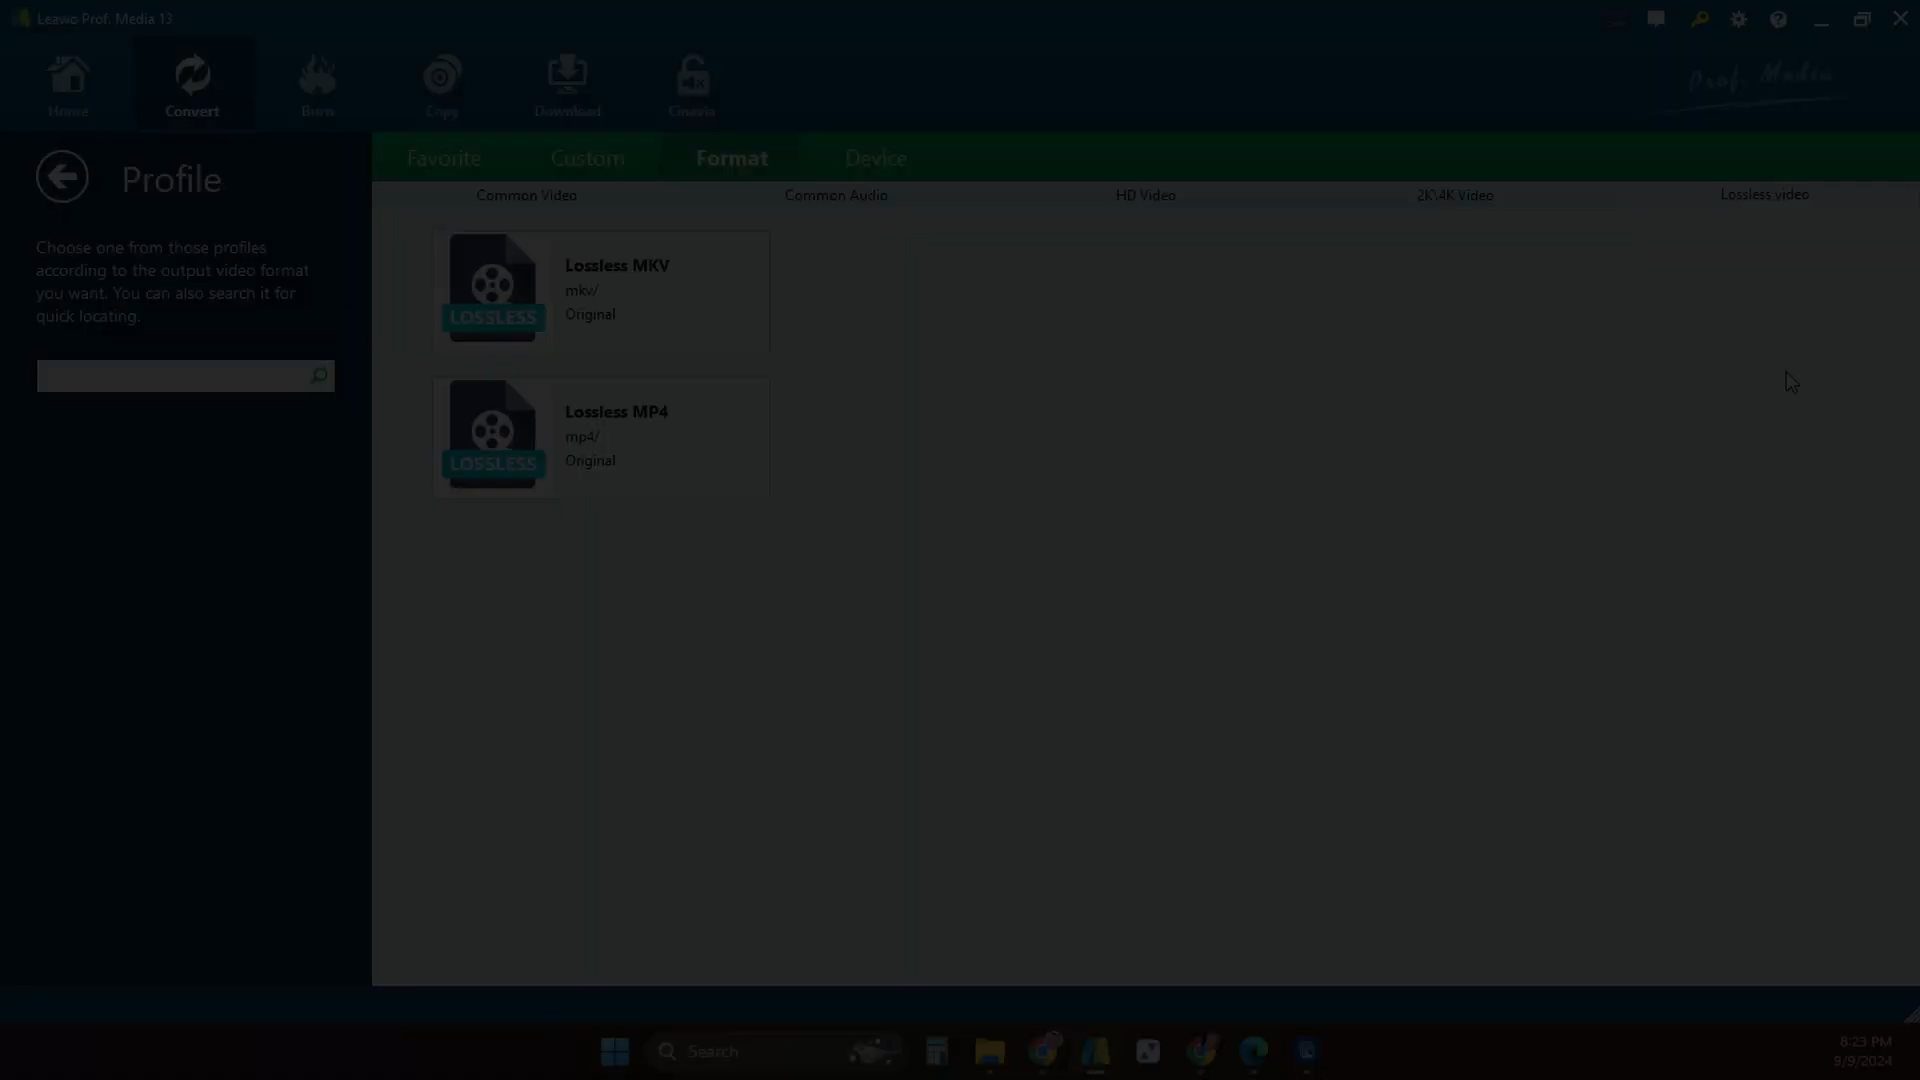 Leawo Prof. Media 13
Home
Convert
Burn
Copy
Download
Cinavia
Prof. Media
Profile
Favorite
Custom
Format
Device
Common Video
Common Audio
HD Video
2K\4K Video
Lossless video
Choose one from those profiles
according to the output video format
you want. You can also search it for
quick locating.
LOSSLESS
Lossless MKV
mkv/
Original
LOSSLESS
Lossless MP4
mp4/
Original
Search
8:23 PM
9/9/2024